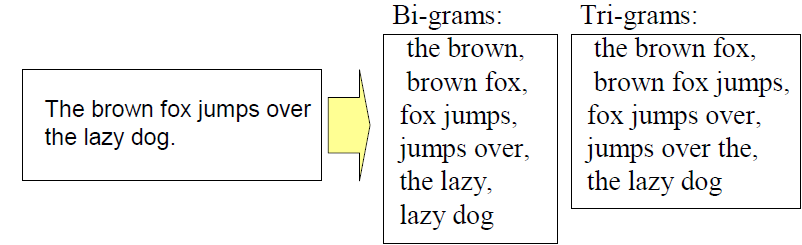 The brown fox jumps over
the lazy dog.
Bi-grams:
the brown,
brown fox,
fox jumps,
jumps over,
the lazy,
lazy dog
Tri-grams:
the brown fox,
brown fox jumps,
fox jumps over,
jumps over the,
the lazy dog